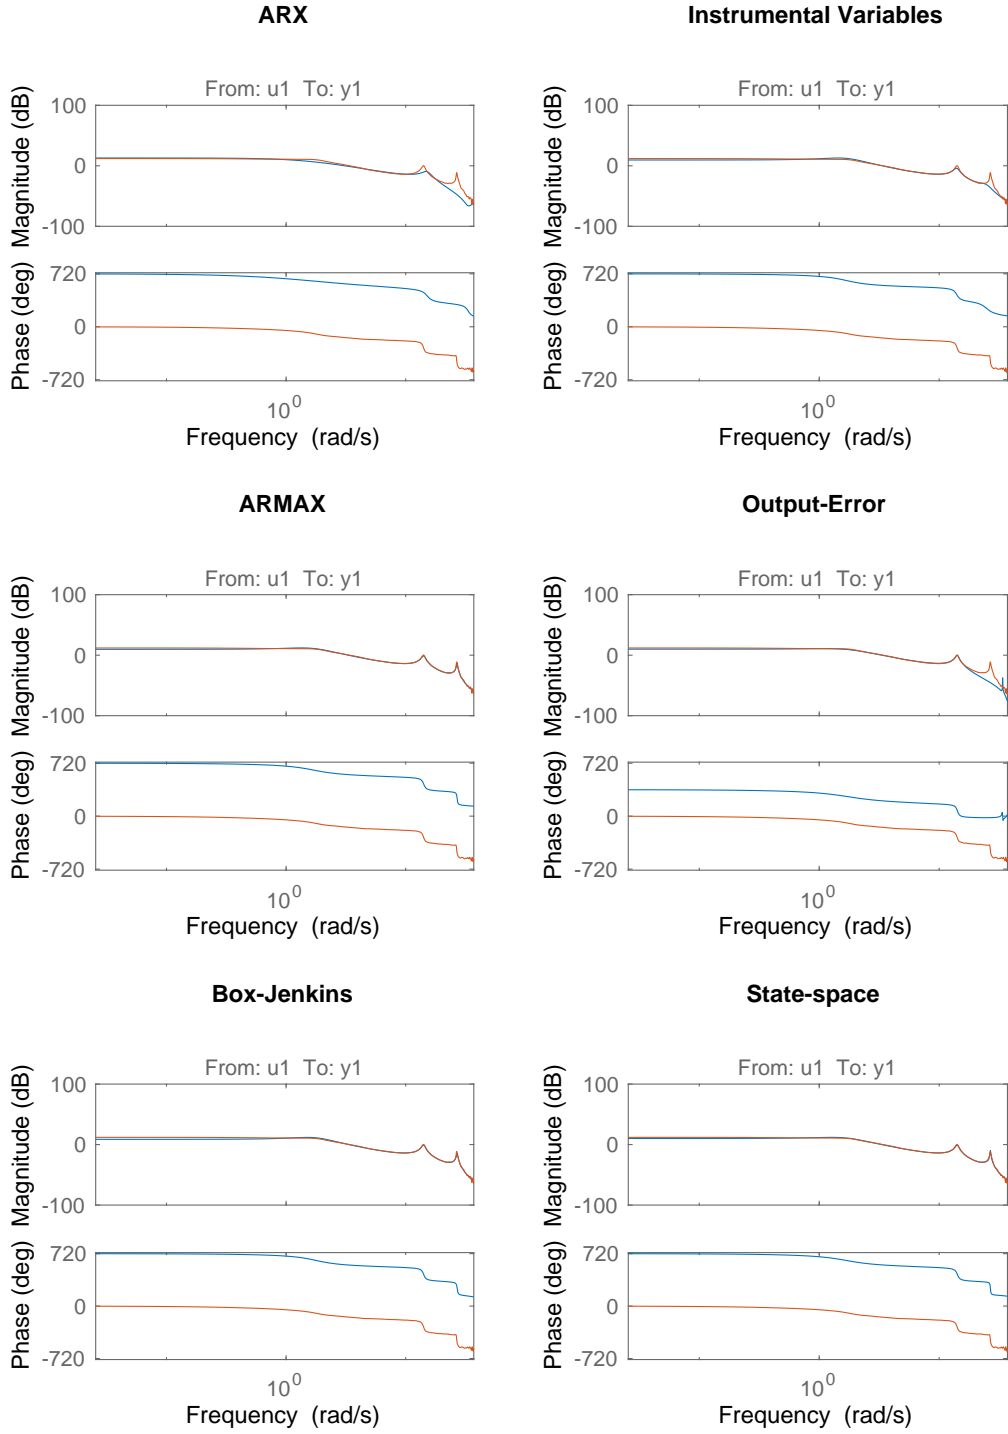 ARX
From: u1 To: y1
Magnitude (dB)
100
0
-100
Phase (deg)
720
0
-720
10^0
Frequency (rad/s)
Instrumental Variables
From: u1 To: y1
Magnitude (dB)
100
0
-100
Phase (deg)
720
0
-720
10^0
Frequency (rad/s)
ARMAX
From: u1 To: y1
Magnitude (dB)
100
0
-100
Phase (deg)
720
0
-720
10^0
Frequency (rad/s)
Output-Error
From: u1 To: y1
Magnitude (dB)
100
0
-100
Phase (deg)
720
0
-720
10^0
Frequency (rad/s)
Box-Jenkins
From: u1 To: y1
Magnitude (dB)
100
0
-100
Phase (deg)
720
0
-720
10^0
Frequency (rad/s)
State-space
From: u1 To: y1
Magnitude (dB)
100
0
-100
Phase (deg)
720
0
-720
10^0
Frequency (rad/s)